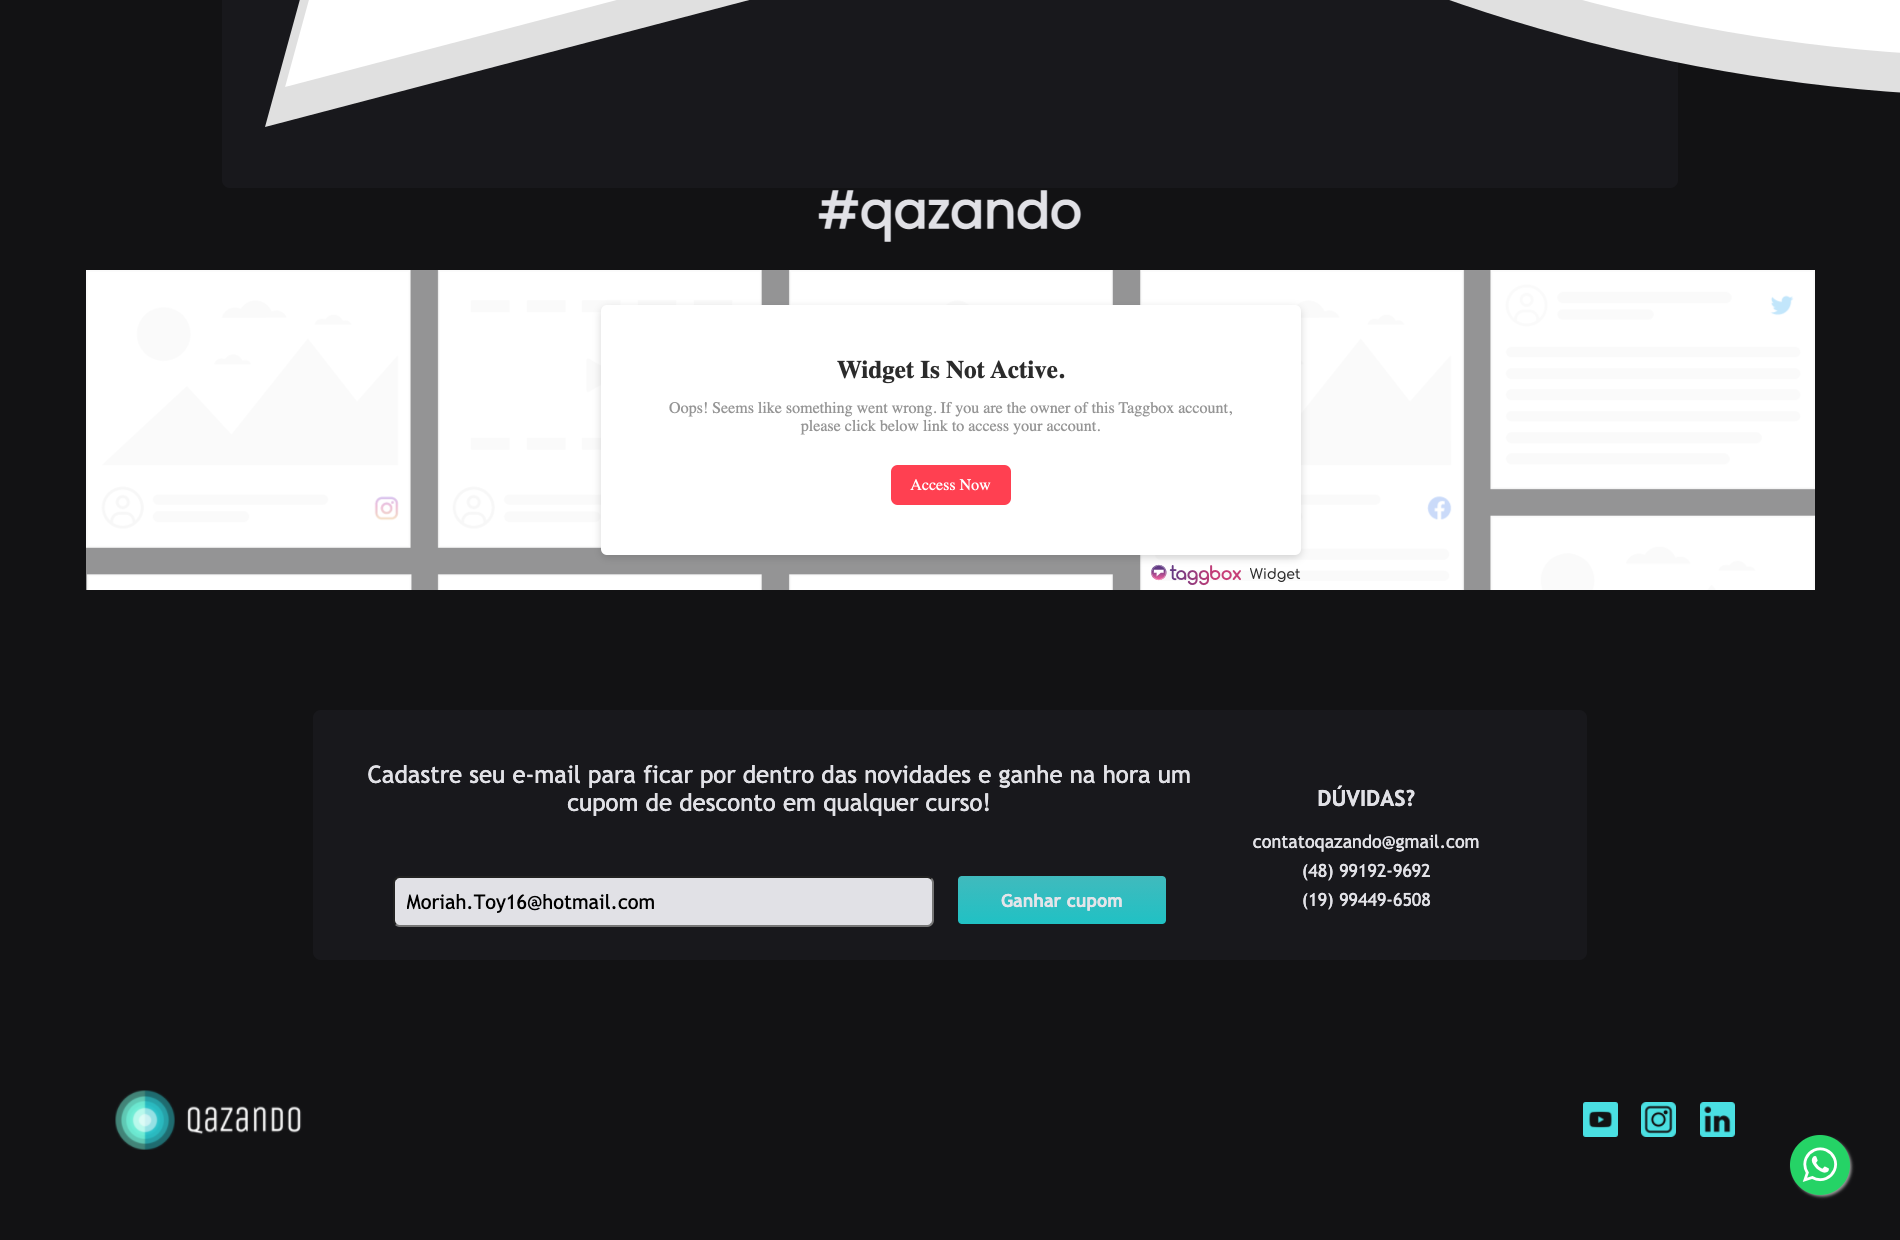 #qazando
Widget Is Not Active.
Oops! Seems like something went wrong. If you are the owner of this Taggbox account,
please click below link to access your account.
Access Now
taggbox Widget
Cadastre seu e-mail para ficar por dentro das novidades e ganhe na hora um
cupom de desconto em qualquer curso!
Moriah.Toy16@hotmail.com
Ganhar cupom
DÚVIDAS?
contatoqazando@gmail.com
(48) 99192-9692
(19) 99449-6508
QAZANDO
in